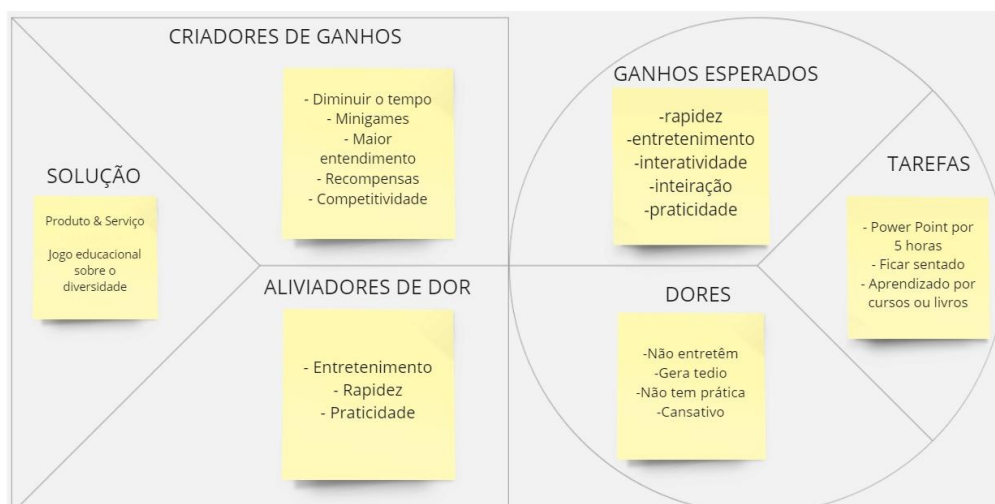 CRIADORES DE GANHOS
- Diminuir o tempo
- Minigames
- Maior
entendimento
- Recompensas
- Competitividade
SOLUÇÃO
Produto & Serviço
Jogo educacional
sobre o
diversidade
ALIVIADORES DE DOR
- Entretenimento
- Rapidez
- Praticidade
GANHOS ESPERADOS
-rapidez
-entretenimento
-interatividade
-inteiração
-praticidade
TAREFAS
- Power Point por
5 horas
- Ficar sentado
- Aprendizado por
cursos ou livros
DORES
-Não entretêm
-Gera tedio
-Não tem prática
-Cansativo